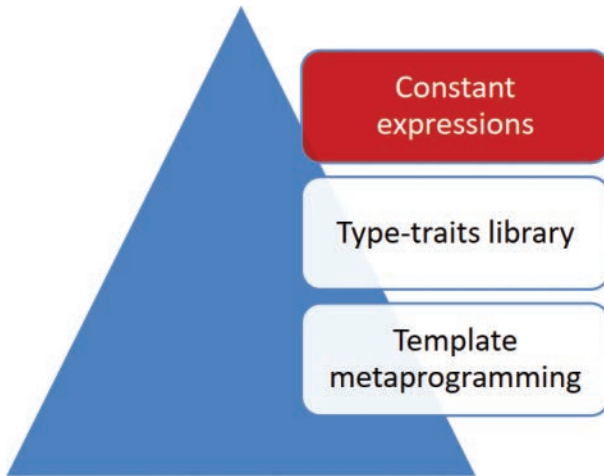 Constant
expressions
Type-traits library
Template
metaprogramming